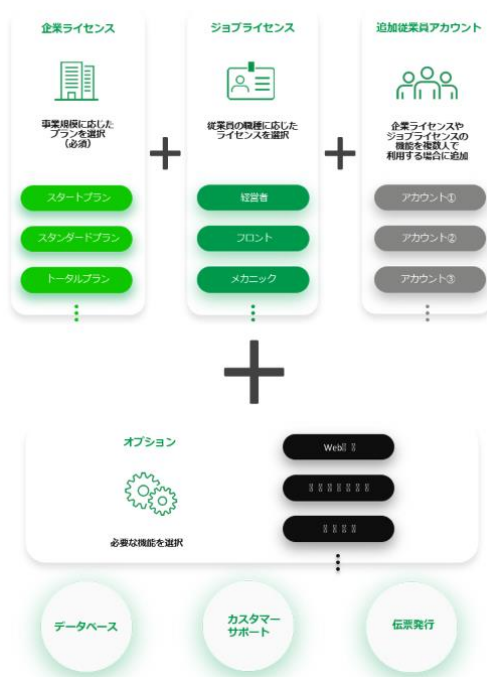 企業ライセンス
事業規模に応じた
プランを選択
(必須)
スタートプラン
スタンダードプラン
トータルプラン
ジョブライセンス
従業員の職種に応じた
ライセンスを選択
経営者
フロント
メカニック
追加従業員アカウント
企業ライセンスや
ジョブライセンスの
機能を複数人で
利用する場合に追加
アカウント①
アカウント②
アカウント③
オプション
必要な機能を選択
Web
データベース
カスタマー
サポート
伝票発行